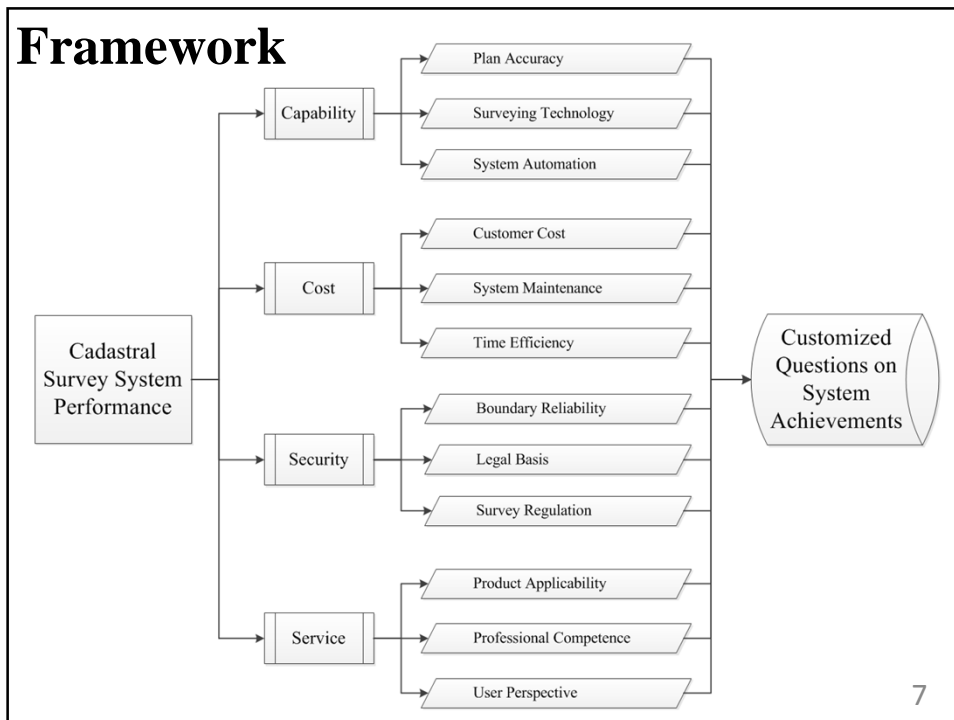 Framework
Cadastral
Survey System
Performance
Capability
Plan Accuracy
Surveying Technology
System Automation
Cost
Customer Cost
System Maintenance
Time Efficiency
Security
Boundary Reliability
Legal Basis
Survey Regulation
Service
Product Applicability
Professional Competence
User Perspective
Customized
Questions on
System
Achievements
7